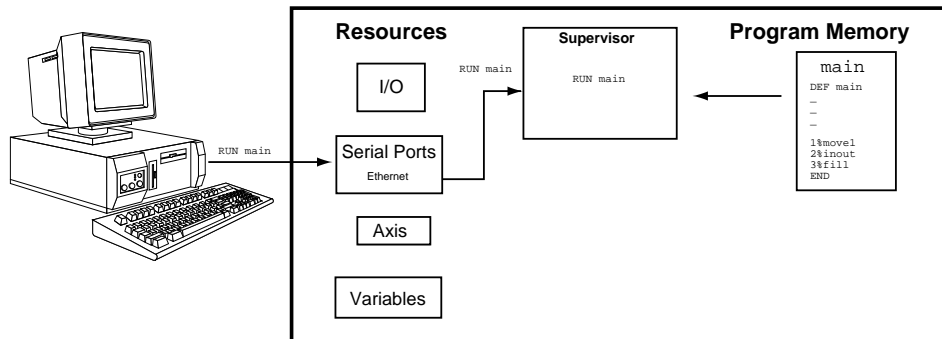 Resources
Supervisor
Program Memory
I/O
RUN main
RUN main
main
DEF main
_
_
_
1%move1
2%inout
3%fill
END
RUN main
Serial Ports
Ethernet
Axis
Variables